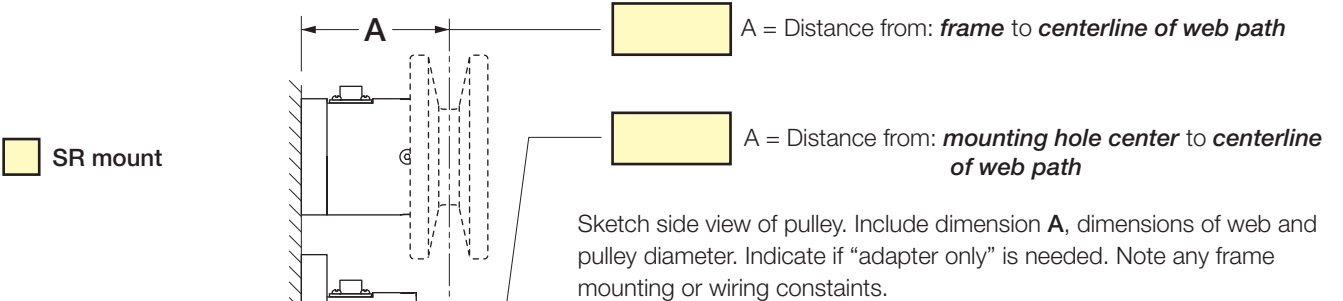 A
A = Distance from: frame to centerline of web path
A = Distance from: mounting hole center to centerline
of web path
SR mount
Sketch side view of pulley. Include dimension A, dimensions of web and
pulley diameter. Indicate if “adapter only” is needed. Note any frame
mounting or wiring constaints.